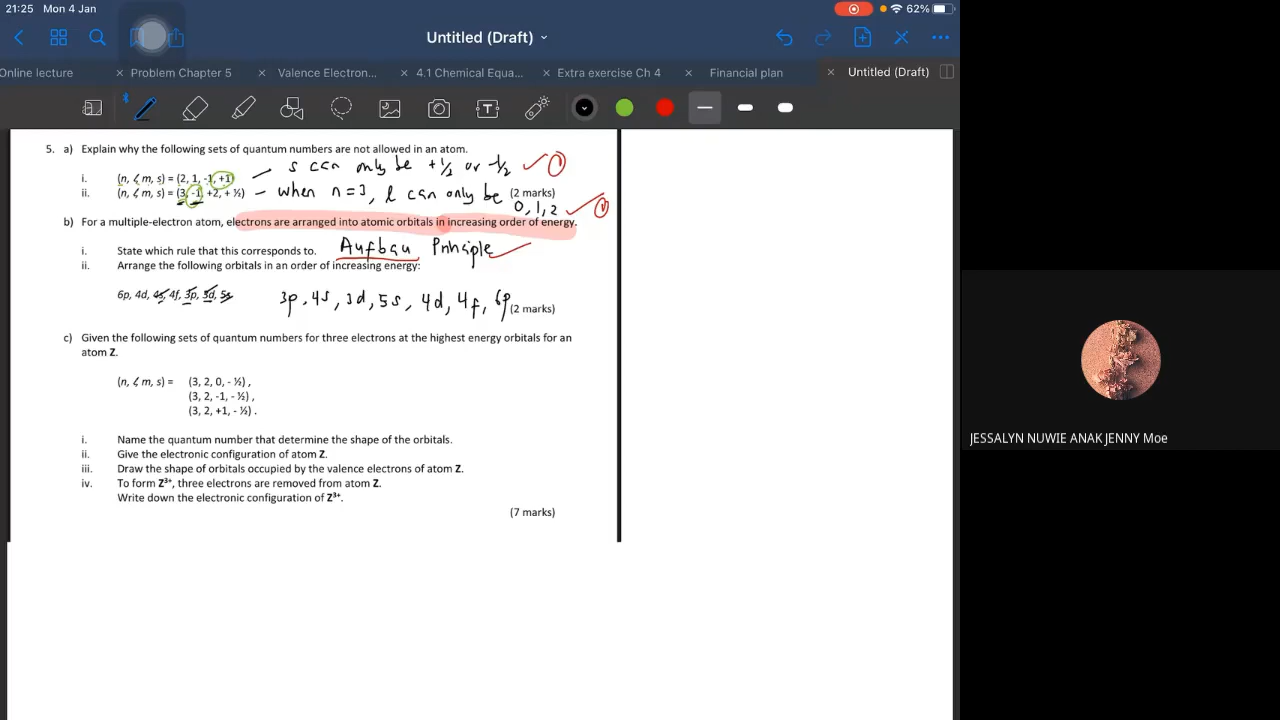 21:25 Mon 4 Jan
62%
Untitled (Draft)
Online lecture
Problem Chapter 5
Valence Electron...
4.1 Chemical Equa...
Extra exercise Ch 4
Financial plan
Untitled (Draft)
5. a) Explain why the following sets of quantum numbers are not allowed in an atom.
s can only be +½ or -½ ①
i. (n, ℓ, m, s) = (2, 1, -1, +1)
ii. (n, ℓ, m, s) = (3, -1, +2, + ½) – when n = 3, l can only be 0, 1, 2 ①
(2 marks)
b) For a multiple-electron atom, electrons are arranged into atomic orbitals in increasing order of energy.
i. State which rule that this corresponds to. Aufbau Principle
ii. Arrange the following orbitals in an order of increasing energy:
6p, 4d, 4s, 4f, 3p, 3d, 5s 3p, 4s, 3d, 5s, 4d, 4f, 6p (2 marks)
c) Given the following sets of quantum numbers for three electrons at the highest energy orbitals for an
atom Z.
(n, ℓ, m, s) = (3, 2, 0, - ½) ,
(3, 2, -1, - ½) ,
(3, 2, +1, - ½) .
i. Name the quantum number that determine the shape of the orbitals.
ii. Give the electronic configuration of atom Z.
iii. Draw the shape of orbitals occupied by the valence electrons of atom Z.
iv. To form Z³⁺, three electrons are removed from atom Z.
Write down the electronic configuration of Z³⁺.
(7 marks)
JESSALYN NUWIE ANAK JENNY Moe